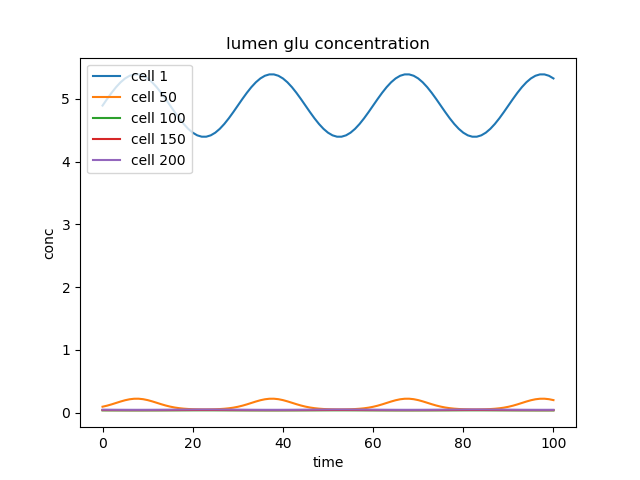 lumen glu concentration
cell 1
cell 50
cell 100
cell 150
cell 200
conc
5
4
3
2
1
0
0 20 40 60 80 100
time